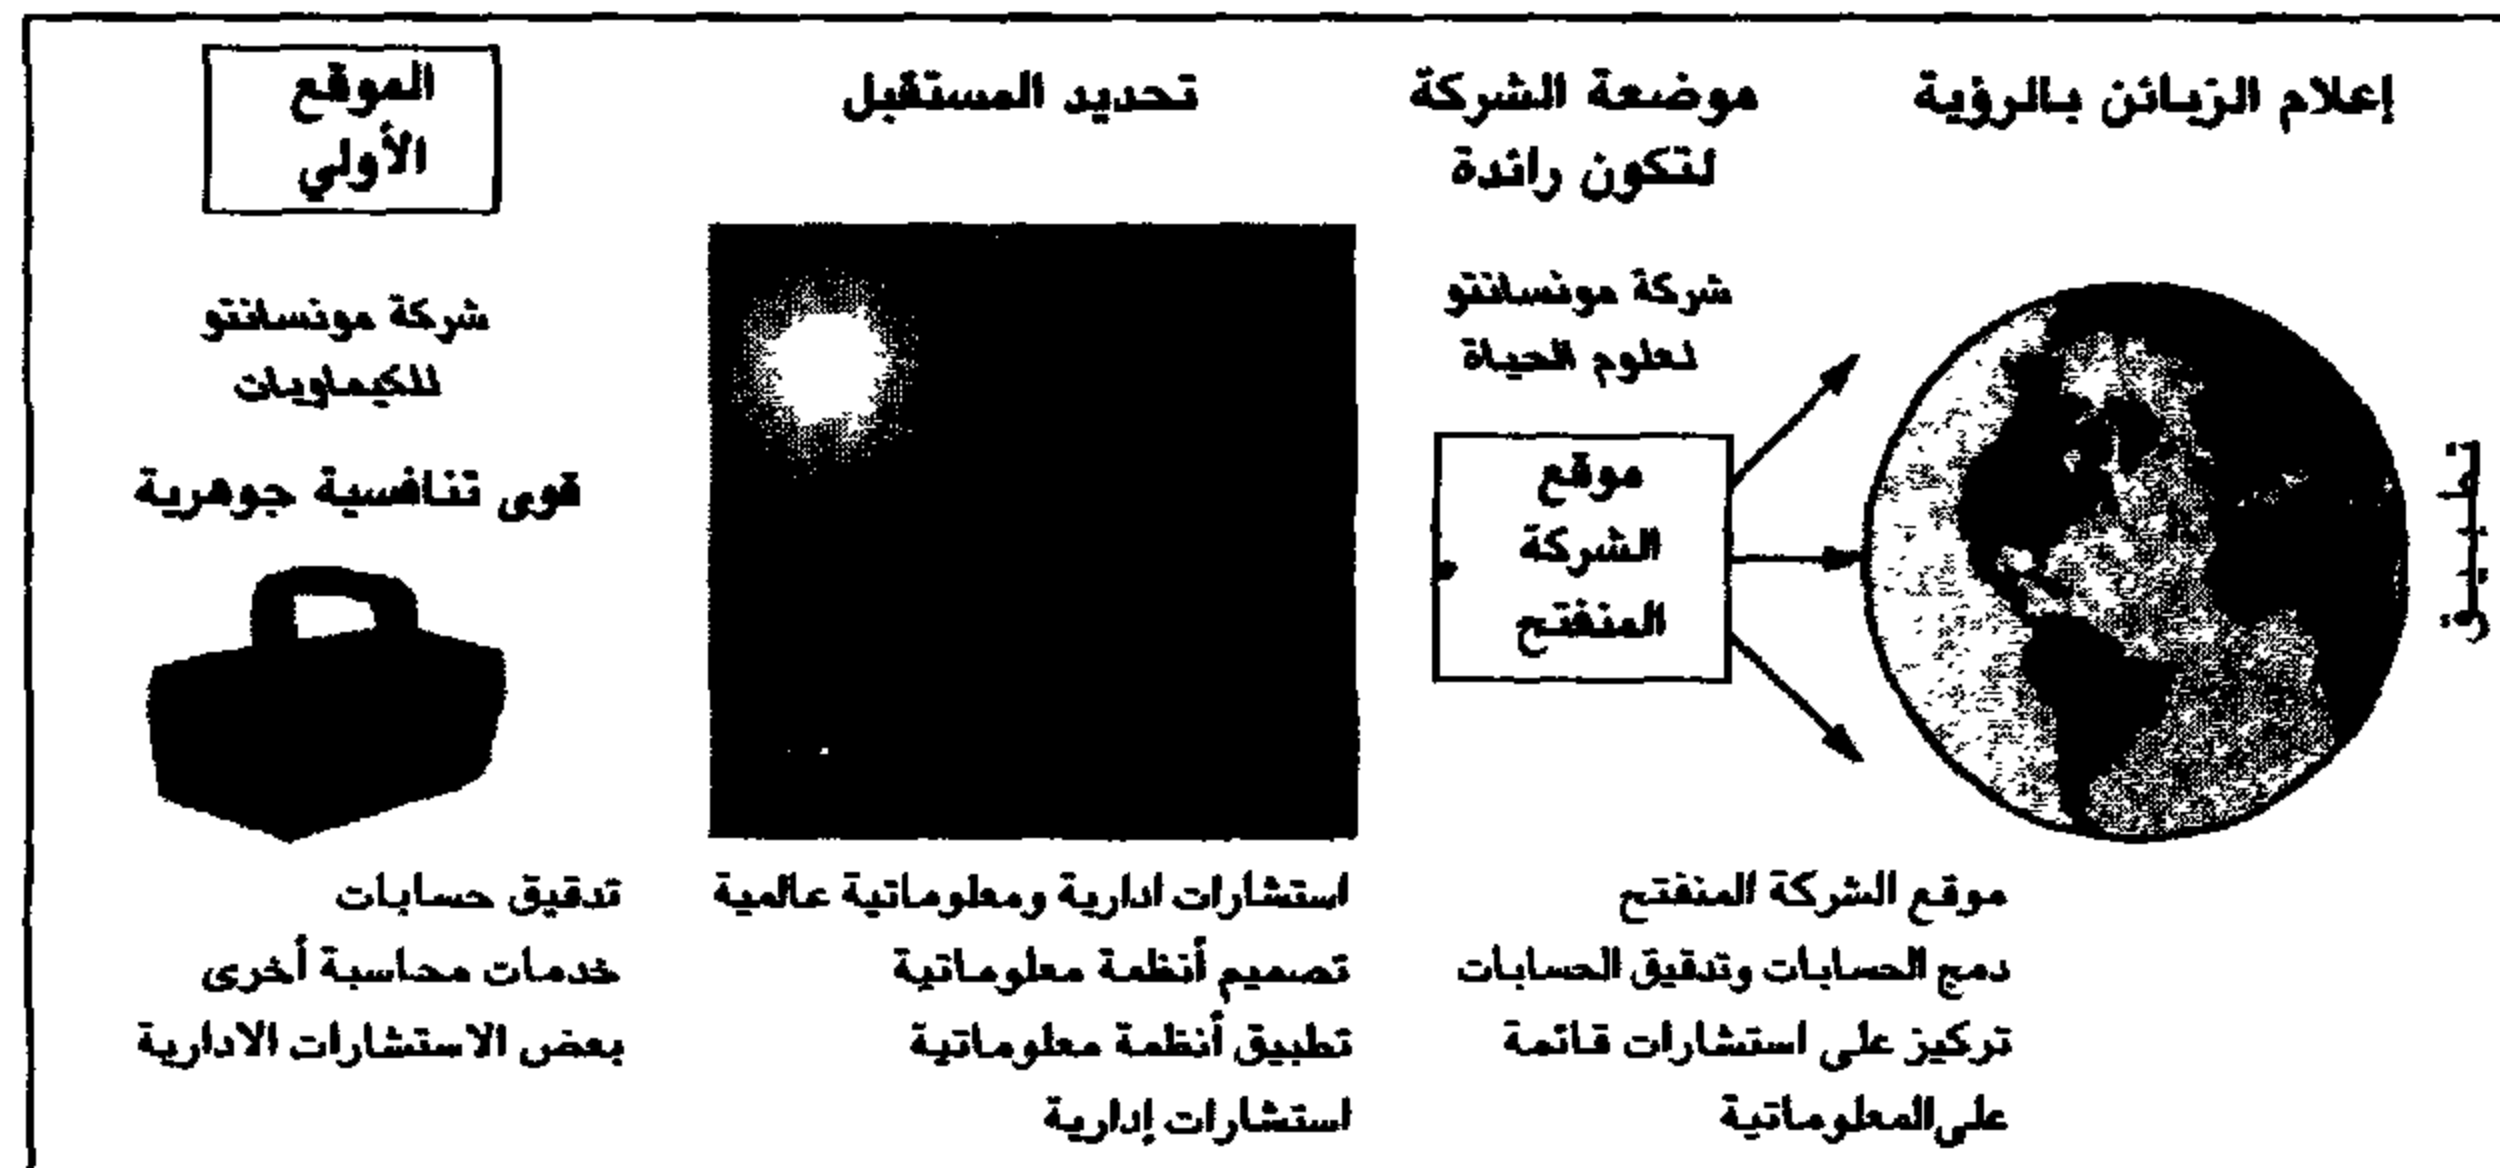 إعلام الزبائن بالرؤية
موضعة الشركة
لتكون رائدة
تحديد المستقبل
الموقع
الأولي
شركة مونسانتو
لعلوم الحياة
موقع
الشركة
المنفتح
شركة مونسانتو
للكيماويات
قوى تنافسية جوهرية
موقع الشركة المنفتح
دمج الحسابات وتدقيق الحسابات
تركيز على استشارات قائمة
على المعلوماتية
استشارات ادارية ومعلوماتية عالمية
تصميم أنظمة معلوماتية
تطبيق أنظمة معلوماتية
استشارات إدارية
تدقيق حسابات
خدمات محاسبة أخرى
بعض الاستشارات الادارية